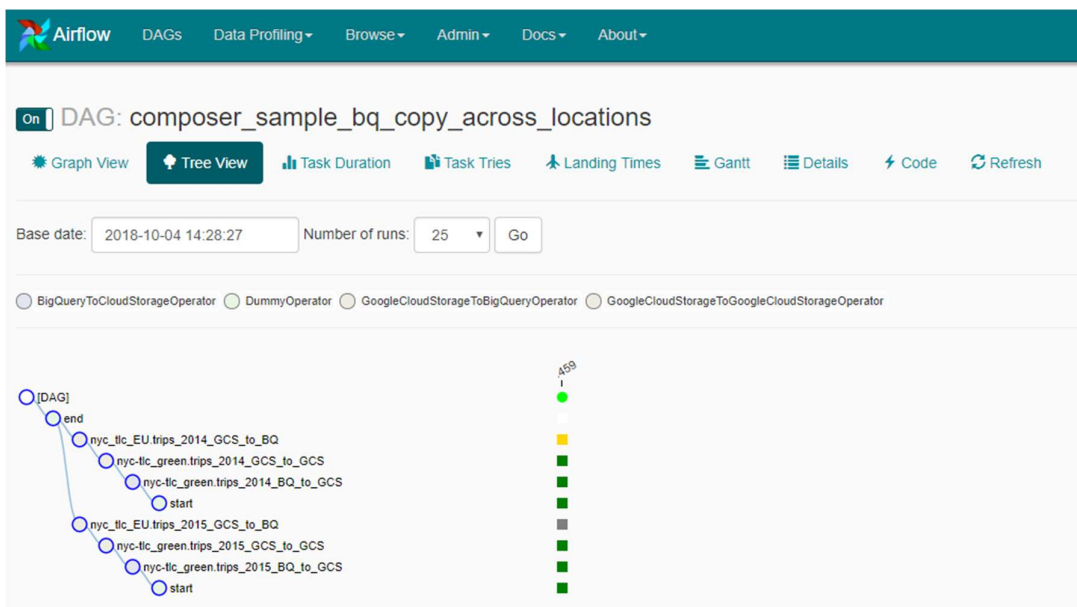 Airflow DAGs Data Profiling Browse Admin Docs About
On DAG: composer_sample_bq_copy_across_locations
Graph View Tree View Task Duration Task Tries Landing Times Gantt Details Code Refresh
Base date: 2018-10-04 14:28:27 Number of runs: 25 Go
BigQueryToCloudStorageOperator DummyOperator GoogleCloudStorageToBigQueryOperator GoogleCloudStorageToGoogleCloudStorageOperator
.459
[DAG]
end
nyc_tlc_EU.trips_2014_GCS_to_BQ
nyc-tlc_green.trips_2014_GCS_to_GCS
nyc-tlc_green.trips_2014_BQ_to_GCS
start
nyc_tlc_EU.trips_2015_GCS_to_BQ
nyc-tlc_green.trips_2015_GCS_to_GCS
nyc-tlc_green.trips_2015_BQ_to_GCS
start